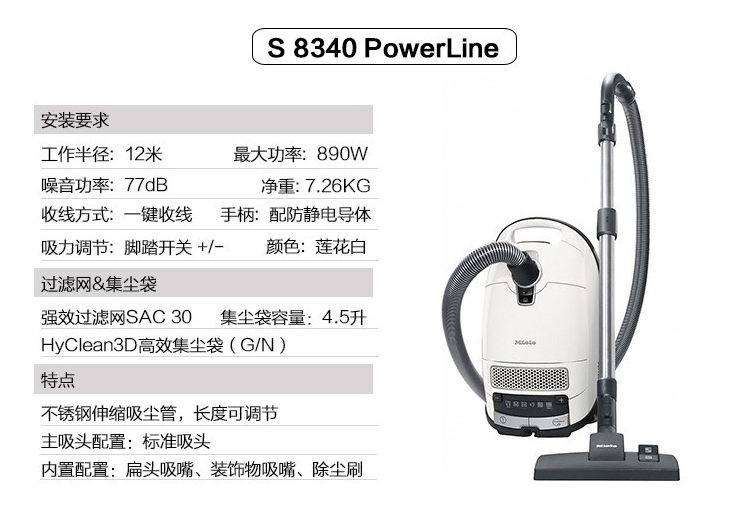 S 8340 PowerLine
安装要求
工作半径: 12米 最大功率: 890W
噪音功率: 77dB 净重: 7.26KG
收线方式: 一键收线 手柄: 配防静电导体
吸力调节: 脚踏开关 +/- 颜色: 莲花白
过滤网&集尘袋
强效过滤网SAC 30 集尘袋容量: 4.5升
HyClean3D高效集尘袋 ( G/N )
特点
不锈钢伸缩吸尘管，长度可调节
主吸头配置: 标准吸头
内置配置: 扁头吸嘴、装饰物吸嘴、除尘刷
Miele
Miele